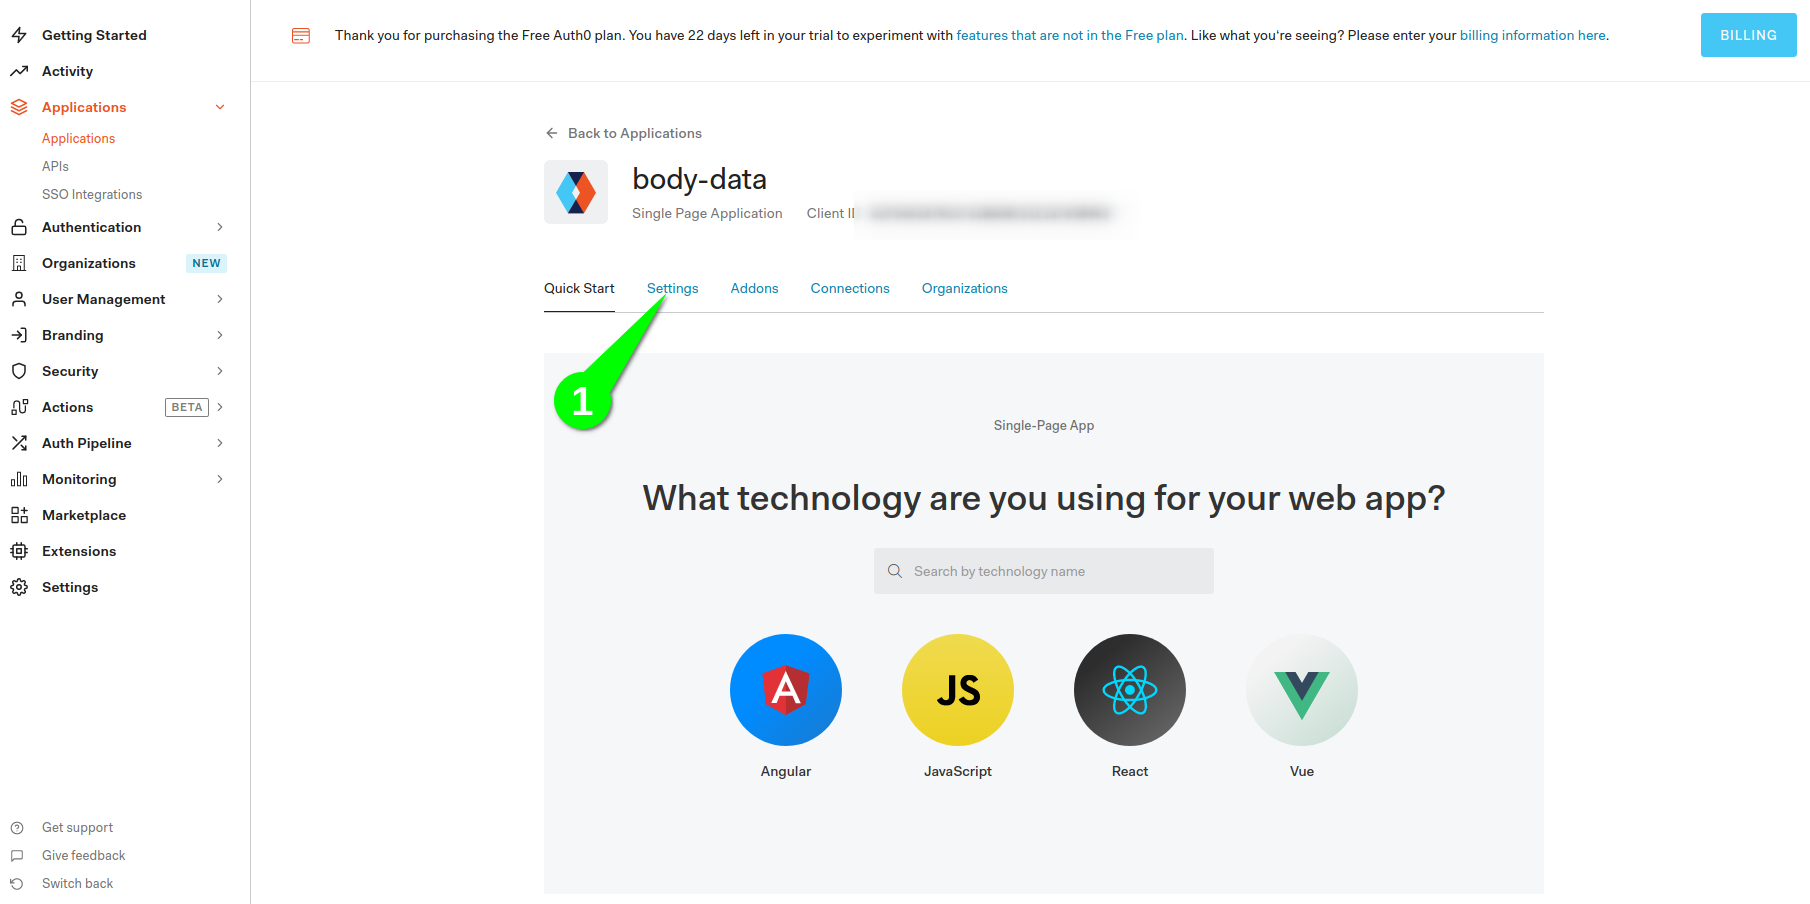 Getting Started
Activity
Applications
Applications
APIs
SSO Integrations
Authentication
Organizations NEW
User Management
Branding
Security
Actions BETA
Auth Pipeline
Monitoring
Marketplace
Extensions
Settings
Get support
Give feedback
Switch back
Thank you for purchasing the Free Auth0 plan. You have 22 days left in your trial to experiment with features that are not in the Free plan. Like what you're seeing? Please enter your billing information here.
BILLING
Back to Applications
body-data
Single Page Application Client I
Quick Start Settings Addons Connections Organizations
1
Single-Page App
What technology are you using for your web app?
Search by technology name
JS
Angular JavaScript React Vue